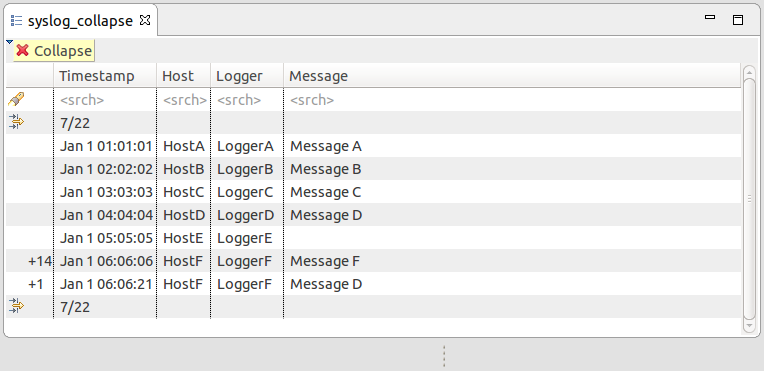 syslog_collapse
Collapse
Timestamp Host Logger Message
<srch> <srch> <srch> <srch>
7/22
Jan 1 01:01:01 HostA LoggerA Message A
Jan 1 02:02:02 HostB LoggerB Message B
Jan 1 03:03:03 HostC LoggerC Message C
Jan 1 04:04:04 HostD LoggerD Message D
Jan 1 05:05:05 HostE LoggerE
+14 Jan 1 06:06:06 HostF LoggerF Message F
+1 Jan 1 06:06:21 HostF LoggerF Message D
7/22